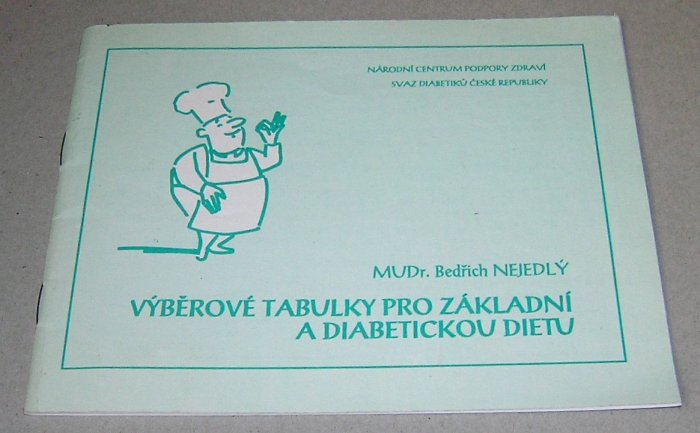 NÁRODNÍ CENTRUM PODPORY ZDRAVÍ
SVAZ DIABETIKŮ ČESKÉ REPUBLIKY
MUDr. Bedřich NEJEDLÝ
VÝBĚROVÉ TABULKY PRO ZÁKLADNÍ
A DIABETICKOU DIETU